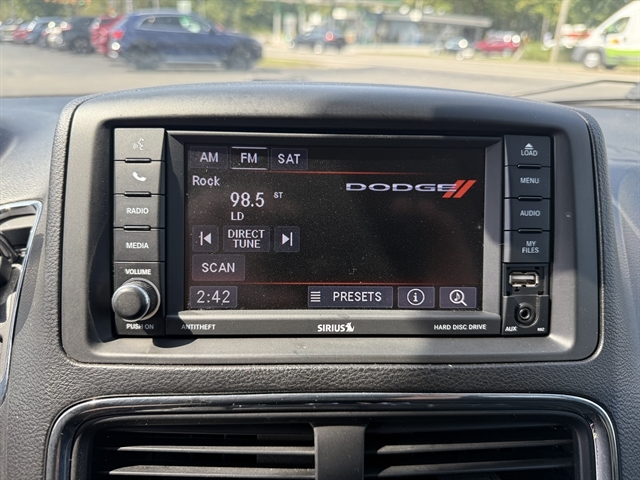 AM FM SAT
Rock
98.5 ST
LD
DIRECT
TUNE
SCAN
2:42
PRESETS
DODGE
RADIO
MEDIA
VOLUME
PUSH ON
ANTITHEFT
SIRIUS
HARD DISC DRIVE
LOAD
MENU
AUDIO
MY
FILES
AUX